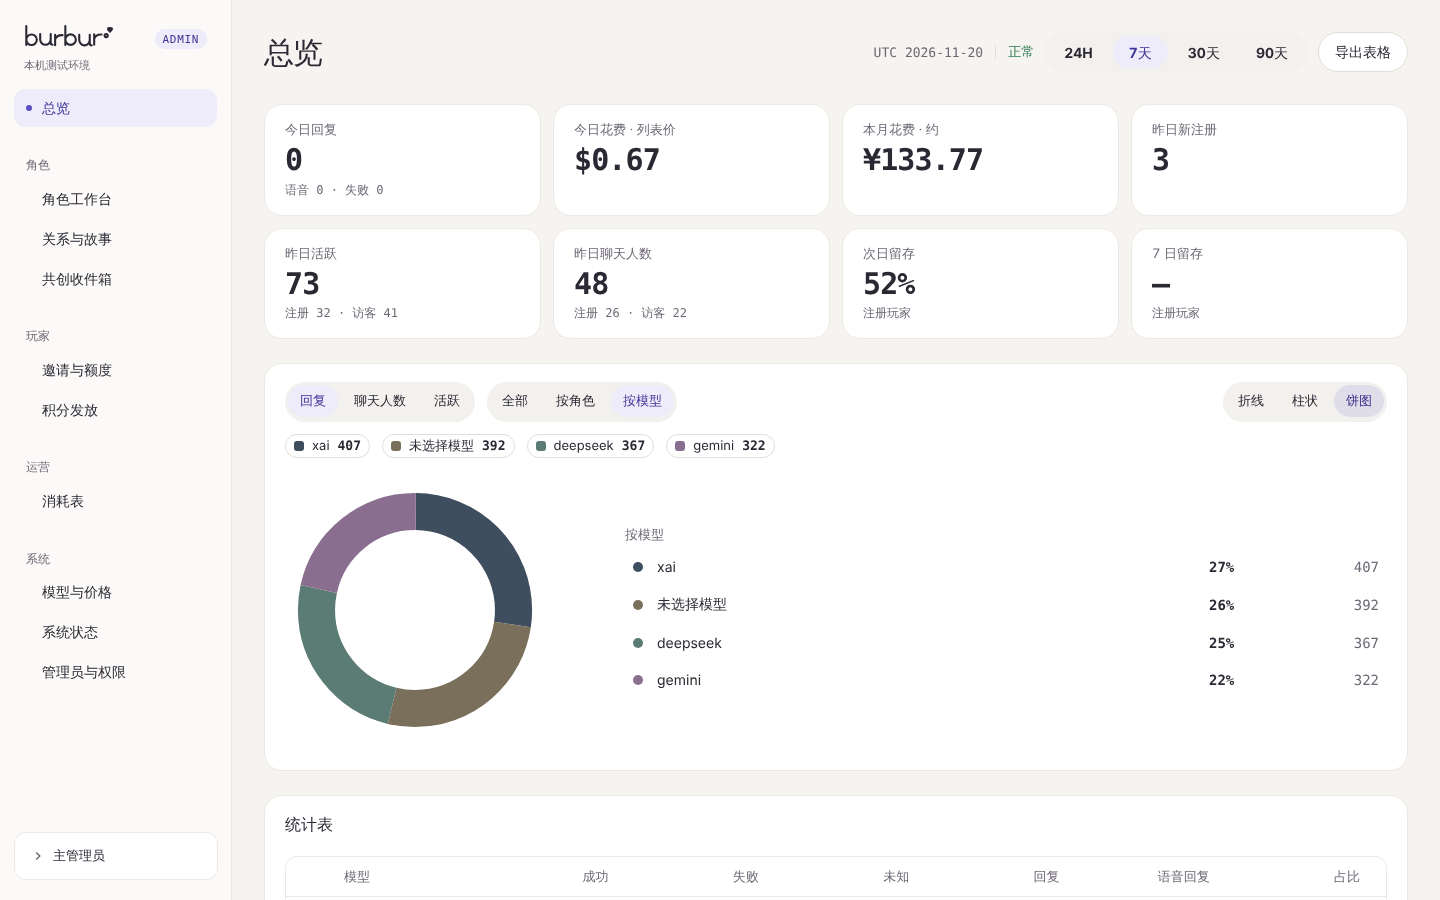 burbur
ADMIN
本机测试环境
总览
角色
角色工作台
关系与故事
共创收件箱
玩家
邀请与额度
积分发放
运营
消耗表
系统
模型与价格
系统状态
管理员与权限
主管理员
总览
UTC 2026-11-20 正常 24H 7天 30天 90天 导出表格
今日回复
0
语音 0 · 失败 0
今日花费 · 列表价
$0.67
本月花费 · 约
¥133.77
昨日新注册
3
昨日活跃
73
注册 32 · 访客 41
昨日聊天人数
48
注册 26 · 访客 22
次日留存
52%
注册玩家
7 日留存
—
注册玩家
回复 聊天人数 活跃 全部 按角色 按模型 折线 柱状 饼图
xai 407 未选择模型 392 deepseek 367 gemini 322
按模型
xai 27% 407
未选择模型 26% 392
deepseek 25% 367
gemini 22% 322
统计表
模型 成功 失败 未知 回复 语音回复 占比